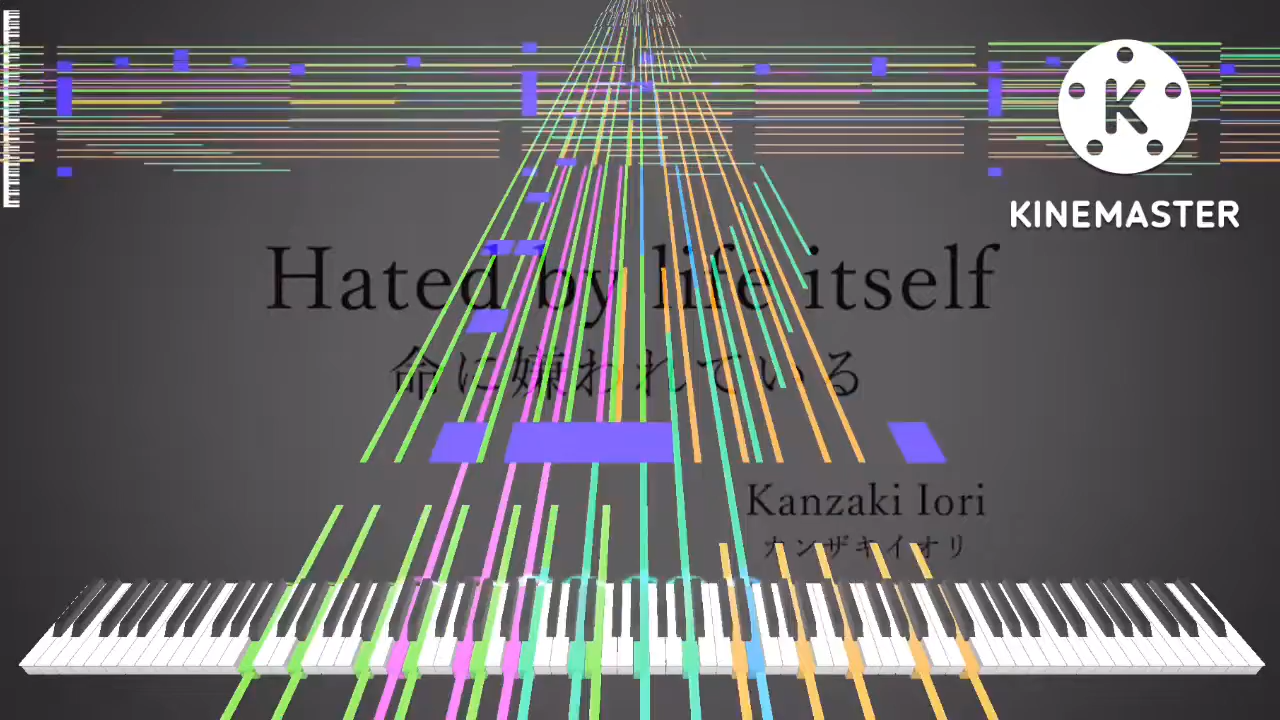 K
KINEMASTER
Hated by life itself
命に嫌われている
Kanzaki Iori
カンザキイオリ